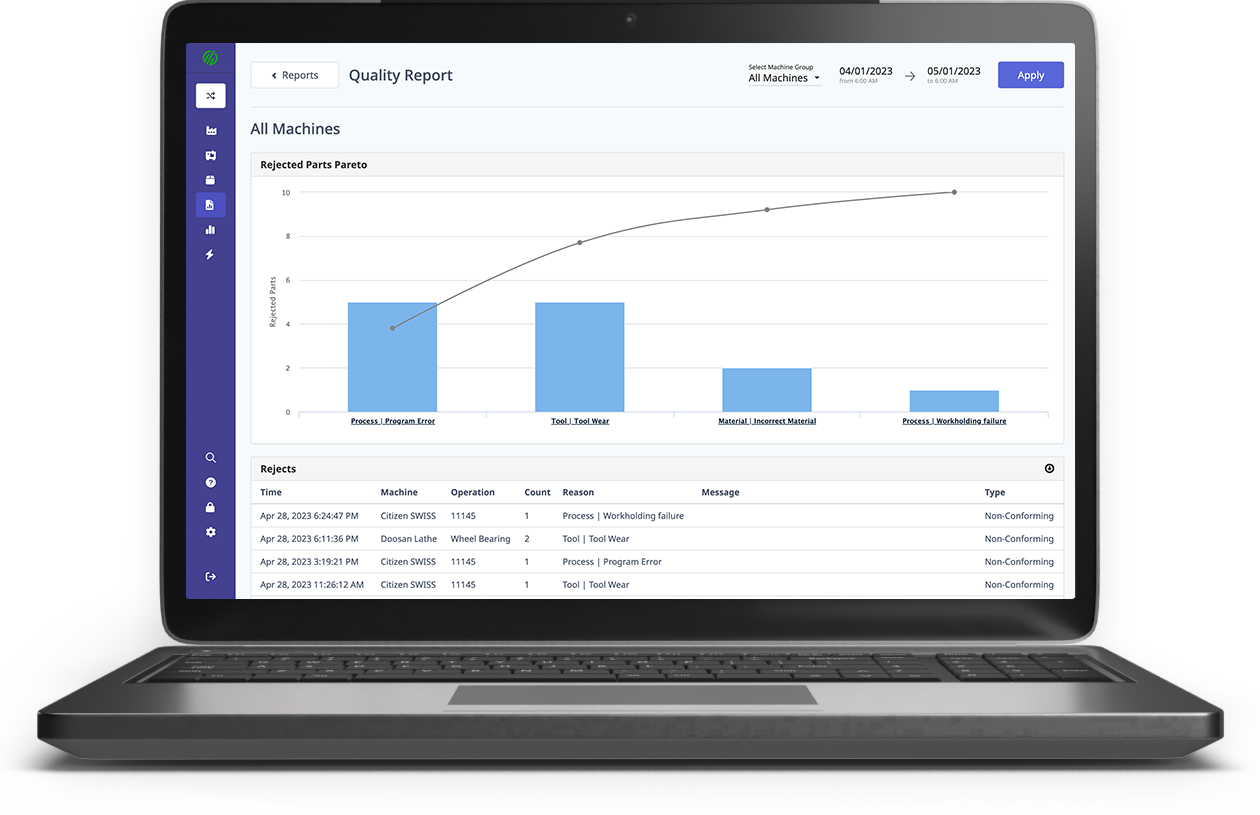 Reports
Quality Report
Select Machine Group
All Machines
04/01/2023
from 6:00 AM
05/01/2023
to 6:00 AM
Apply
All Machines
Rejected Parts Pareto
10
8
6
4
2
0
Rejected Parts
Process | Program Error
Tool | Tool Wear
Material | Incorrect Material
Process | Workholding failure
Rejects
Time Machine Operation Count Reason Message Type
Apr 28, 2023 6:24:47 PM Citizen SWISS 11145 1 Process | Workholding failure Non-Conforming
Apr 28, 2023 6:11:36 PM Doosan Lathe Wheel Bearing 2 Tool | Tool Wear Non-Conforming
Apr 28, 2023 3:19:21 PM Citizen SWISS 11145 1 Process | Program Error Non-Conforming
Apr 28, 2023 11:26:12 AM Citizen SWISS 11145 1 Tool | Tool Wear Non-Conforming